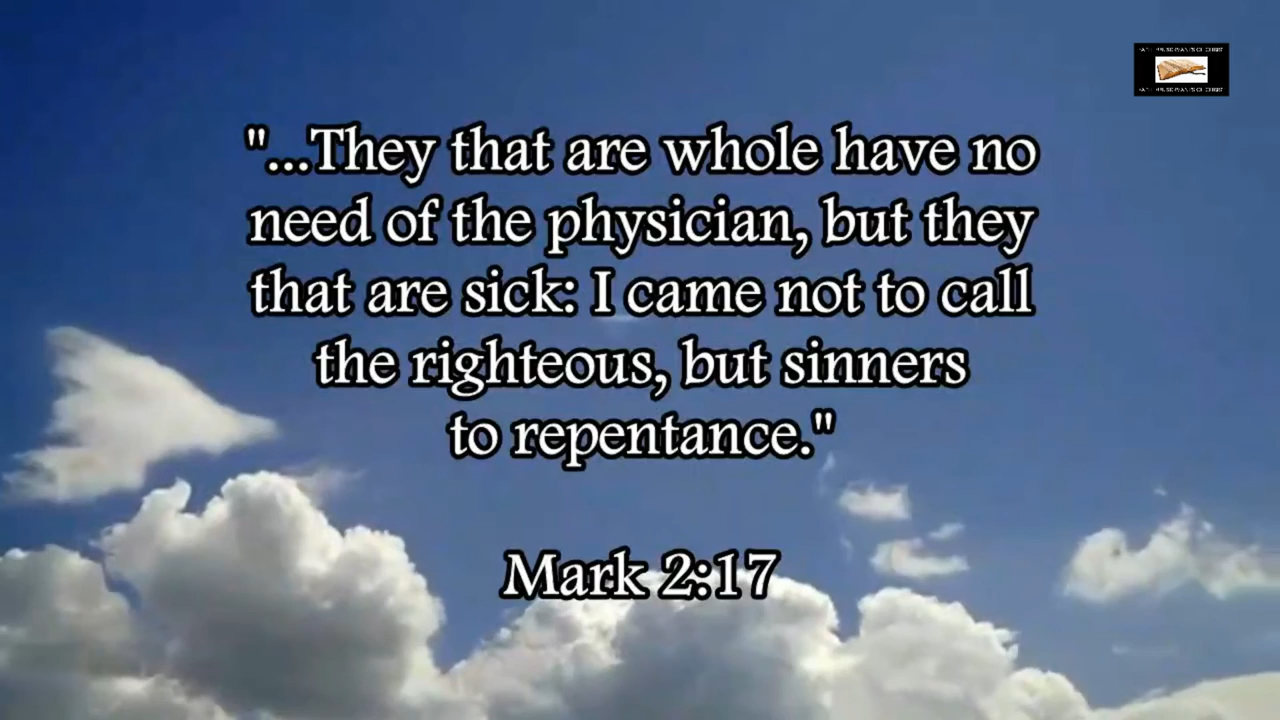 "...They that are whole have no
need of the physician, but they
that are sick: I came not to call
the righteous, but sinners
to repentance."
Mark 2:17